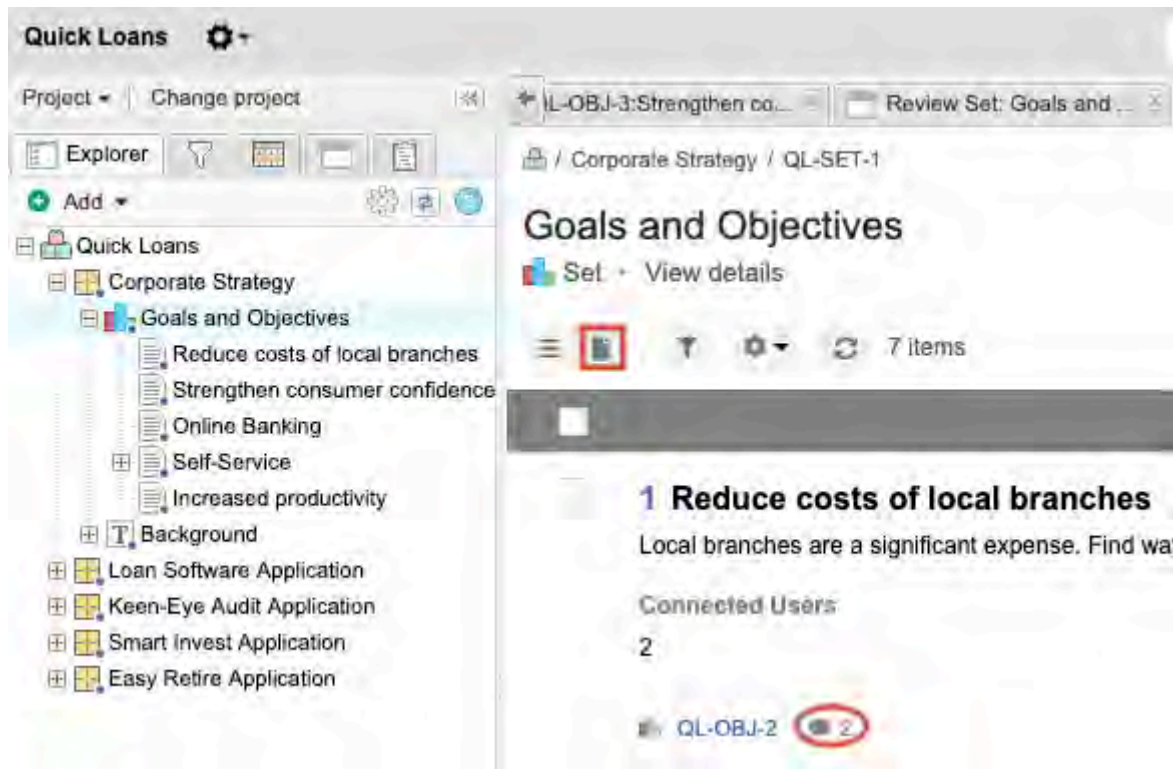 Quick Loans
Project Change project
Explorer
Add
Quick Loans
Corporate Strategy
Goals and Objectives
Reduce costs of local branches
Strengthen consumer confidence
Online Banking
Self-Service
Increased productivity
T Background
Loan Software Application
Keen-Eye Audit Application
Smart Invest Application
Easy Retire Application
L-OBJ-3:Strengthen co... Review Set: Goals and ...
/ Corporate Strategy / QL-SET-1
Goals and Objectives
Set · View details
7 items
1 Reduce costs of local branches
Local branches are a significant expense. Find wa
Connected Users
2
QL-OBJ-2 2